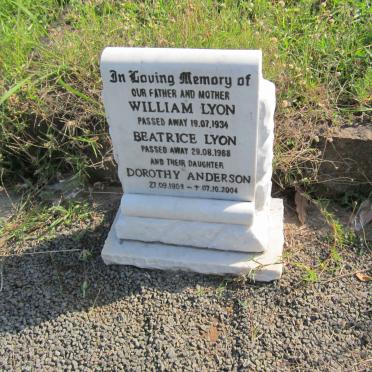 In Loving Memory of
OUR FATHER AND MOTHER
WILLIAM LYON
PASSED AWAY 19.07.1934
BEATRICE LYON
PASSED AWAY 29.08.1968
AND THEIR DAUGHTER
DOROTHY ANDERSON
27.09.1904 – † 07.10.2004